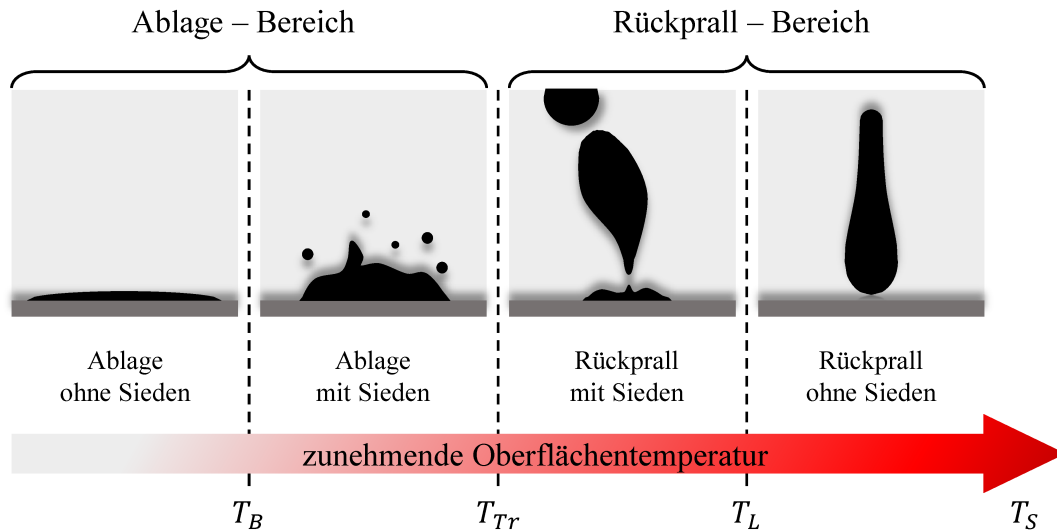 Ablage – Bereich
Rückprall – Bereich
Ablage
ohne Sieden
Ablage
mit Sieden
Rückprall
mit Sieden
Rückprall
ohne Sieden
zunehmende Oberflächentemperatur
T_B
T_Tr
T_L
T_S